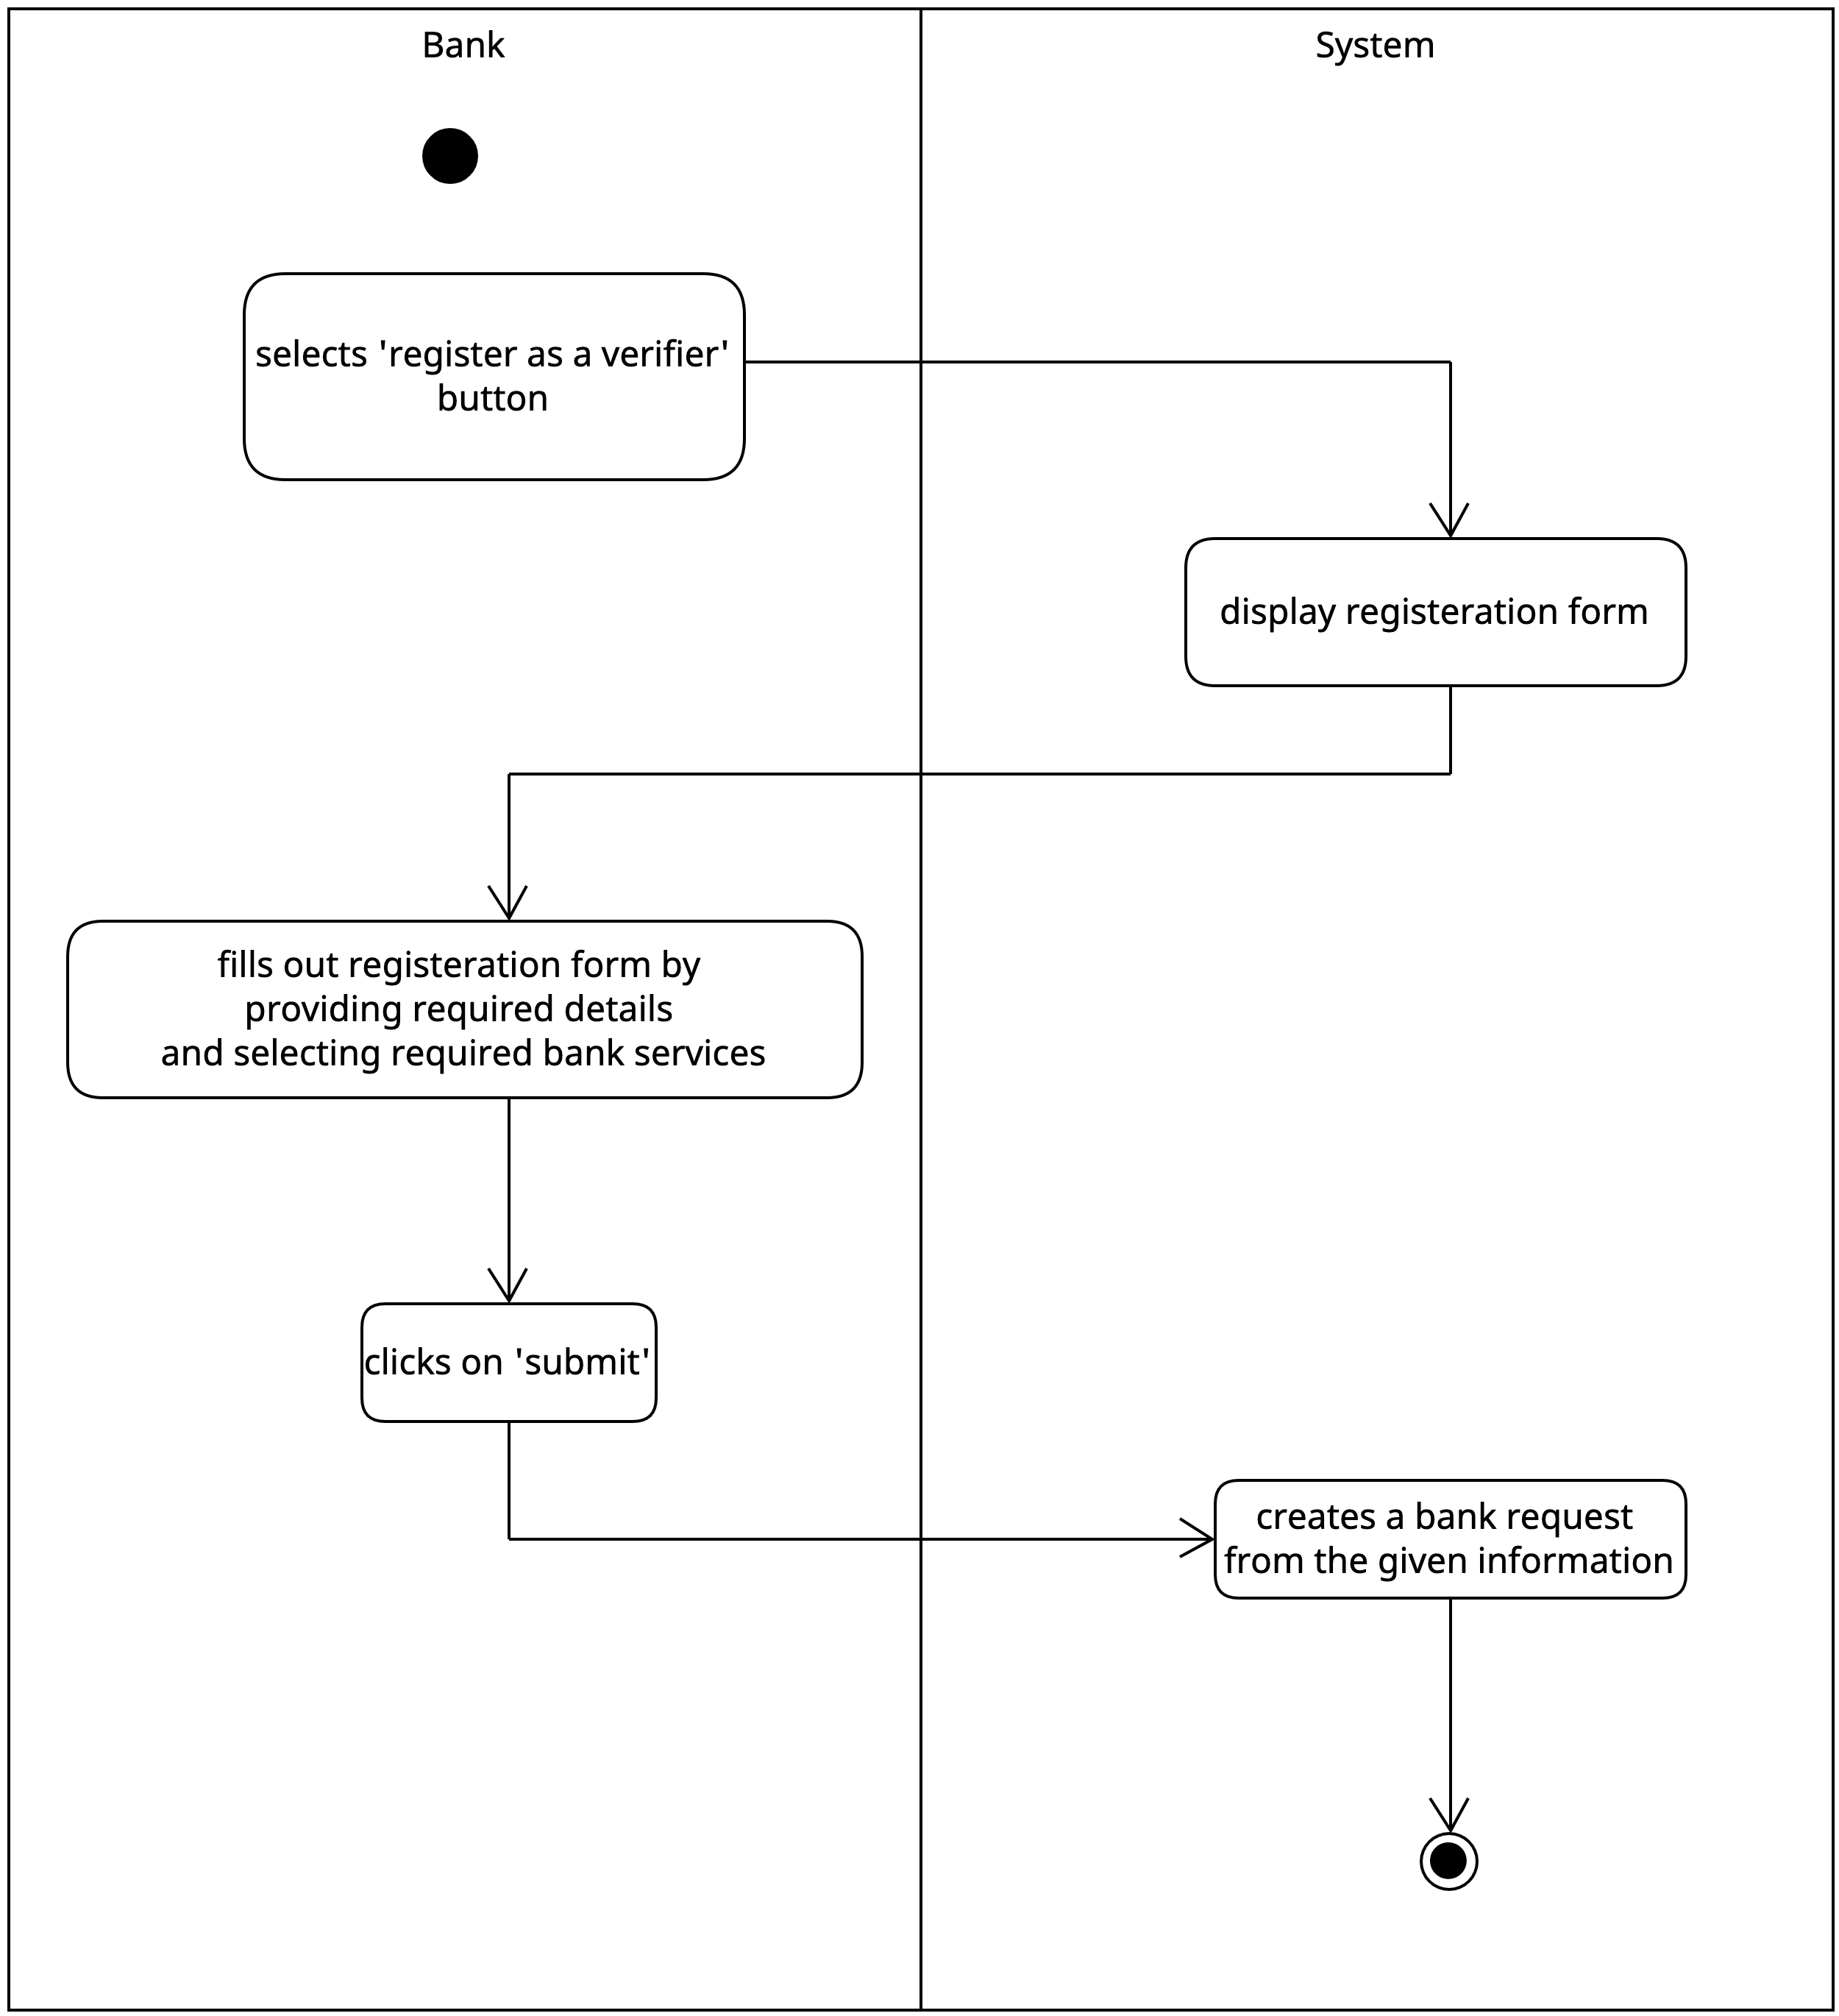 Bank
System
selects 'register as a verifier'
button
display registeration form
fills out registeration form by
providing required details
and selecting required bank services
clicks on 'submit'
creates a bank request
from the given information